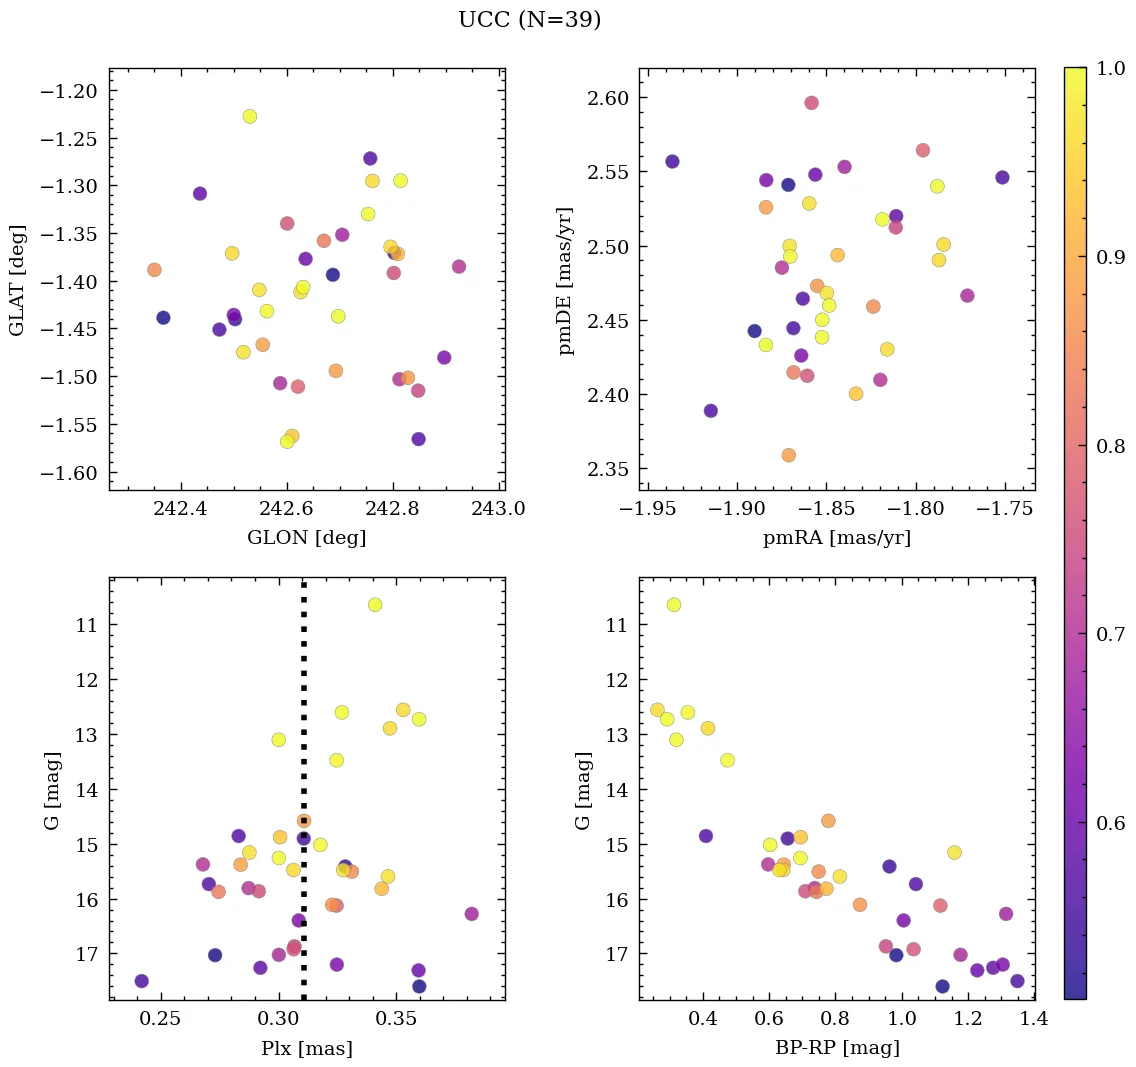 UCC (N=39)
−1.20
−1.25
−1.30
−1.35
−1.40
−1.45
−1.50
−1.55
−1.60
GLAT [deg]
242.4 242.6 242.8 243.0
GLON [deg]
2.60
2.55
2.50
2.45
2.40
2.35
pmDE [mas/yr]
−1.95 −1.90 −1.85 −1.80 −1.75
pmRA [mas/yr]
11
12
13
14
15
16
17
G [mag]
0.25 0.30 0.35
Plx [mas]
11
12
13
14
15
16
17
G [mag]
0.4 0.6 0.8 1.0 1.2 1.4
BP-RP [mag]
1.0
0.9
0.8
0.7
0.6